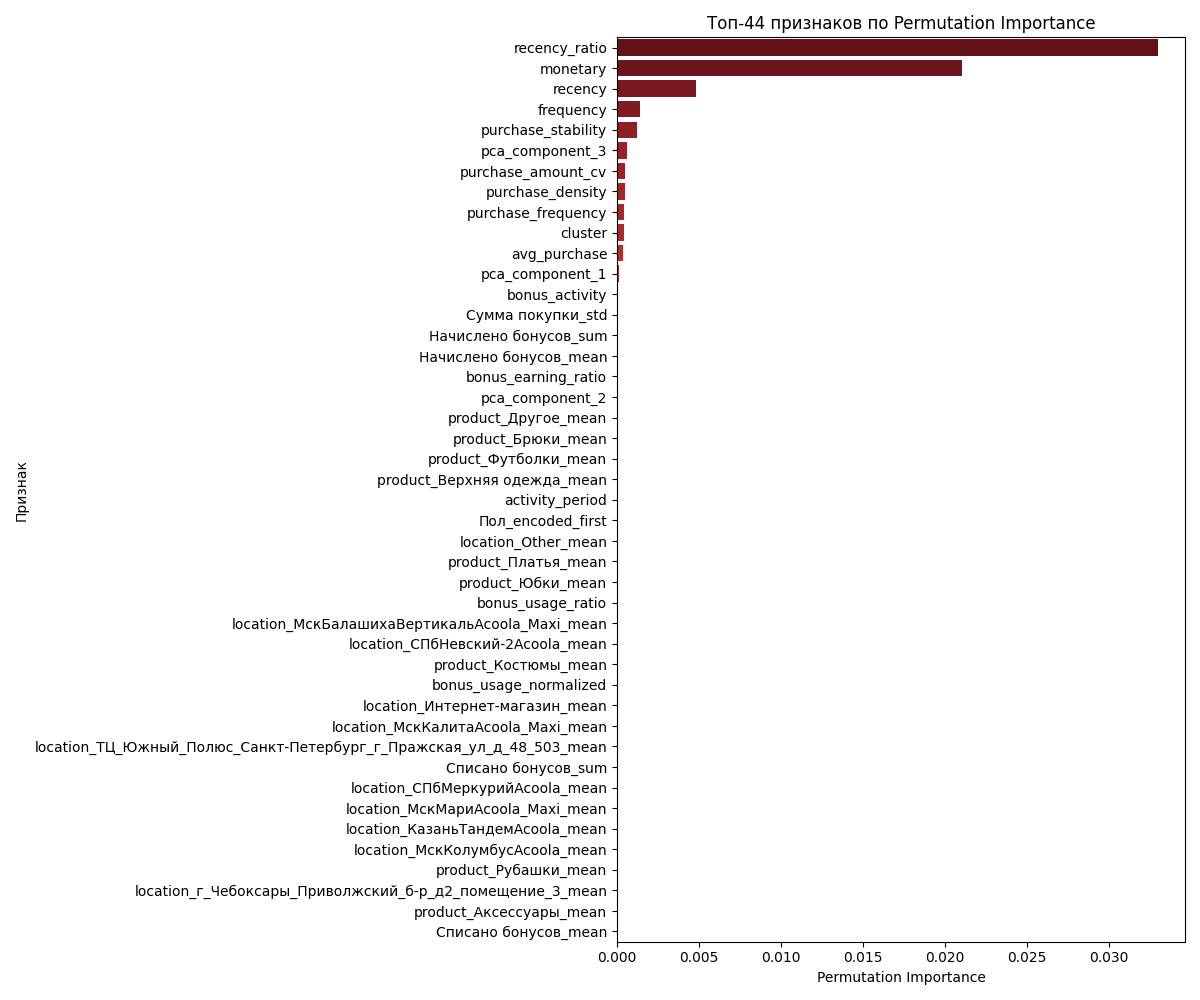 Топ-44 признаков по Permutation Importance
recency_ratio
monetary
recency
frequency
purchase_stability
pca_component_3
purchase_amount_cv
purchase_density
purchase_frequency
cluster
avg_purchase
pca_component_1
bonus_activity
Сумма покупки_std
Начислено бонусов_sum
Начислено бонусов_mean
bonus_earning_ratio
pca_component_2
product_Другое_mean
product_Брюки_mean
product_Футболки_mean
product_Верхняя одежда_mean
activity_period
Пол_encoded_first
location_Other_mean
product_Платья_mean
product_Юбки_mean
bonus_usage_ratio
location_МскБалашихаВертикальAcoola_Maxi_mean
location_СПбНевский-2Acoola_mean
product_Костюмы_mean
bonus_usage_normalized
location_Интернет-магазин_mean
location_МскКалитаAcoola_Maxi_mean
location_ТЦ_Южный_Полюс_Санкт-Петербург_г_Пражская_ул_д_48_503_mean
Списано бонусов_sum
location_СПбМеркурийAcoola_mean
location_МскМариAcoola_Maxi_mean
location_КазаньТандемAcoola_mean
location_МскКолумбусAcoola_mean
product_Рубашки_mean
location_г_Чебоксары_Приволжский_б-р_д2_помещение_3_mean
product_Аксессуары_mean
Списано бонусов_mean
Признак
0.000 0.005 0.010 0.015 0.020 0.025 0.030
Permutation Importance